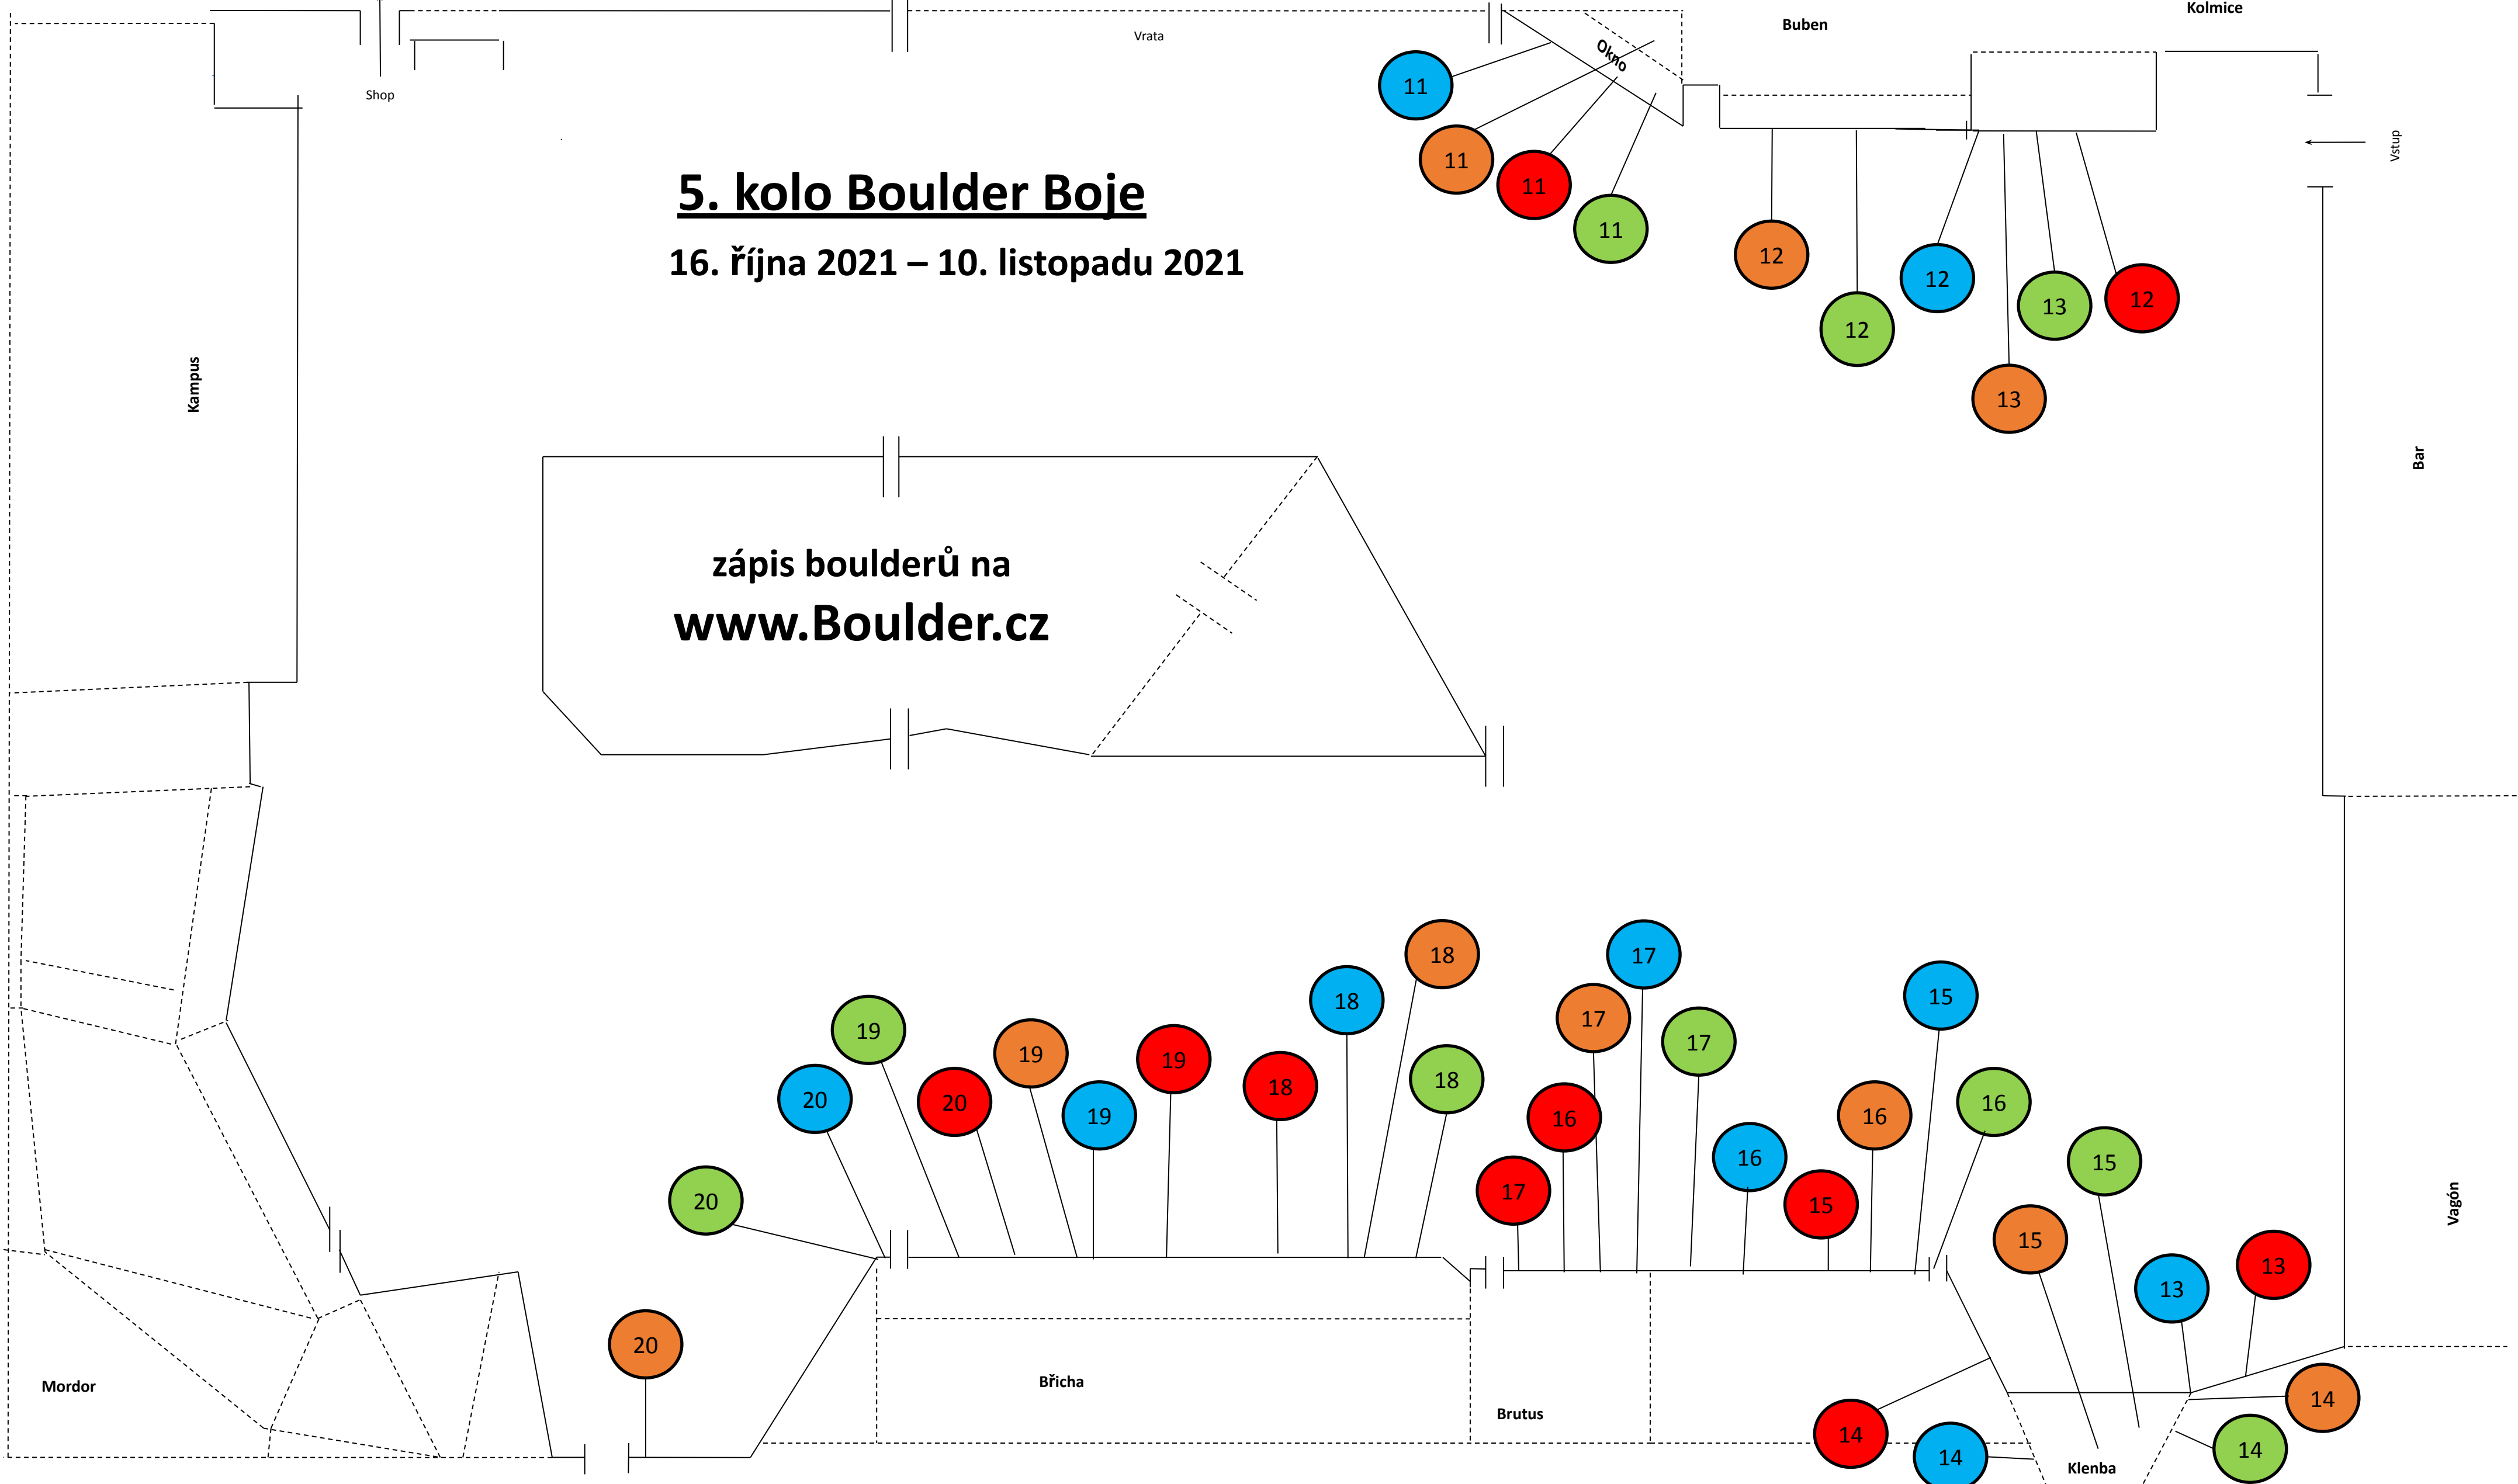 Kolmice
Buben
Vrata
Okno
Shop
11
11
11
11
Vstup
5. kolo Boulder Boje
16. října 2021 – 10. listopadu 2021
12
12
12
13
12
13
Kampus
Bar
zápis boulderů na
www.Boulder.cz
18
17
15
18
17
19
17
19
19
18
18
20
20
19
16
16
16
16
15
15
17
20
15
13
13
Vagón
20
Mordor
Břicha
Brutus
14
14
14
14
Klenba